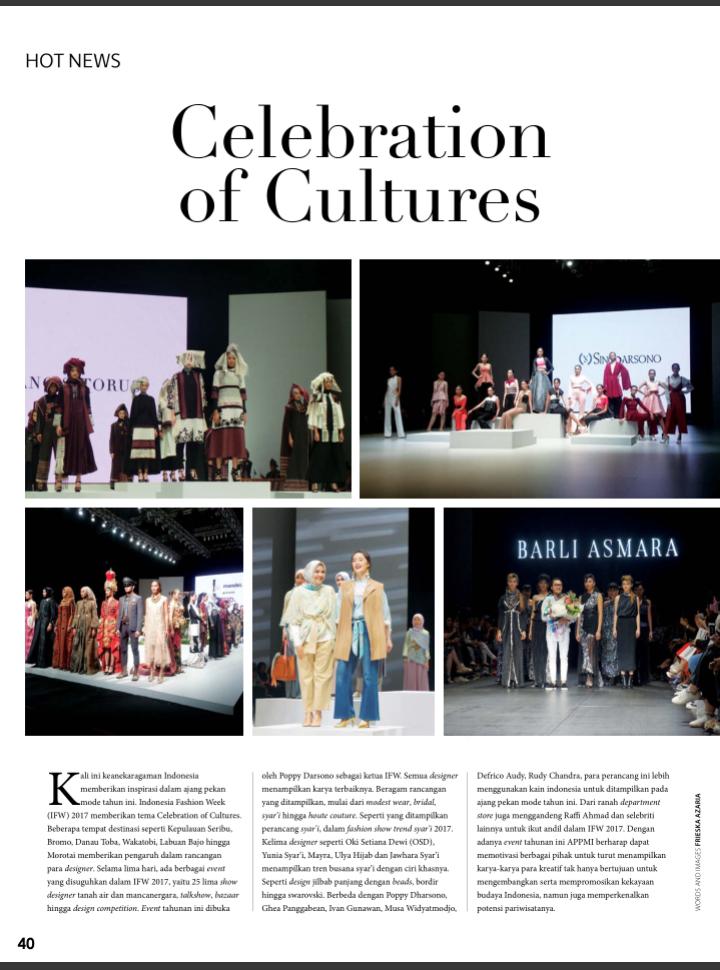 HOT NEWS
Celebration
of Cultures
SIN
ARSONO
BARLI ASMARA
Kali ini keanekaragaman Indonesia
memberikan inspirasi dalam ajang pekan
mode tahun ini. Indonesia Fashion Week
(IFW) 2017 memberikan tema Celebration of Cultures.
Beberapa tempat destinasi seperti Kepulauan Seribu,
Bromo, Danau Toba, Wakatobi, Labuan Bajo hingga
Morotai memberikan pengaruh dalam rancangan
para designer. Selama lima hari, ada berbagai event
yang disuguhkan dalam IFW 2017, yaitu 25 lima show
designer tanah air dan mancanergara, talkshow, bazaar
hingga design competition. Event tahunan ini dibuka
oleh Poppy Darsono sebagai ketua IFW. Semua designer
menampilkan karya terbaiknya. Beragam rancangan
yang ditampilkan, mulai dari modest wear, bridal,
syar'i hingga houte couture. Seperti yang ditampilkan
perancang syar'i, dalam fashion show trend syar'i 2017.
Kelima designer seperti Oki Setiana Dewi (OSD),
Yunia Syar'i, Mayra, Ulya Hijab dan Jawhara Syar'i
menampilkan tren busana syar'i dengan ciri khasnya.
Seperti design jilbab panjang dengan beads, bordir
hingga swarovski. Berbeda dengan Poppy Dharsono,
Ghea Panggabean, Ivan Gunawan, Musa Widyatmodjo,
Defrico Audy, Rudy Chandra, para perancang ini lebih
menggunakan kain indonesia untuk ditampilkan pada
ajang pekan mode tahun ini. Dari ranah department
store juga menggandeng Raffi Ahmad dan selebriti
lainnya untuk ikut andil dalam IFW 2017. Dengan
adanya event tahunan ini APPMI berharap dapat
memotivasi berbagai pihak untuk turut menampilkan
karya-karya para kreatif tak hanya bertujuan untuk
mengembangkan serta mempromosikan kekayaan
budaya Indonesia, namun juga memperkenalkan
potensi pariwisatanya.
WORDS AND IMAGES FRIESKA AZARIA
40